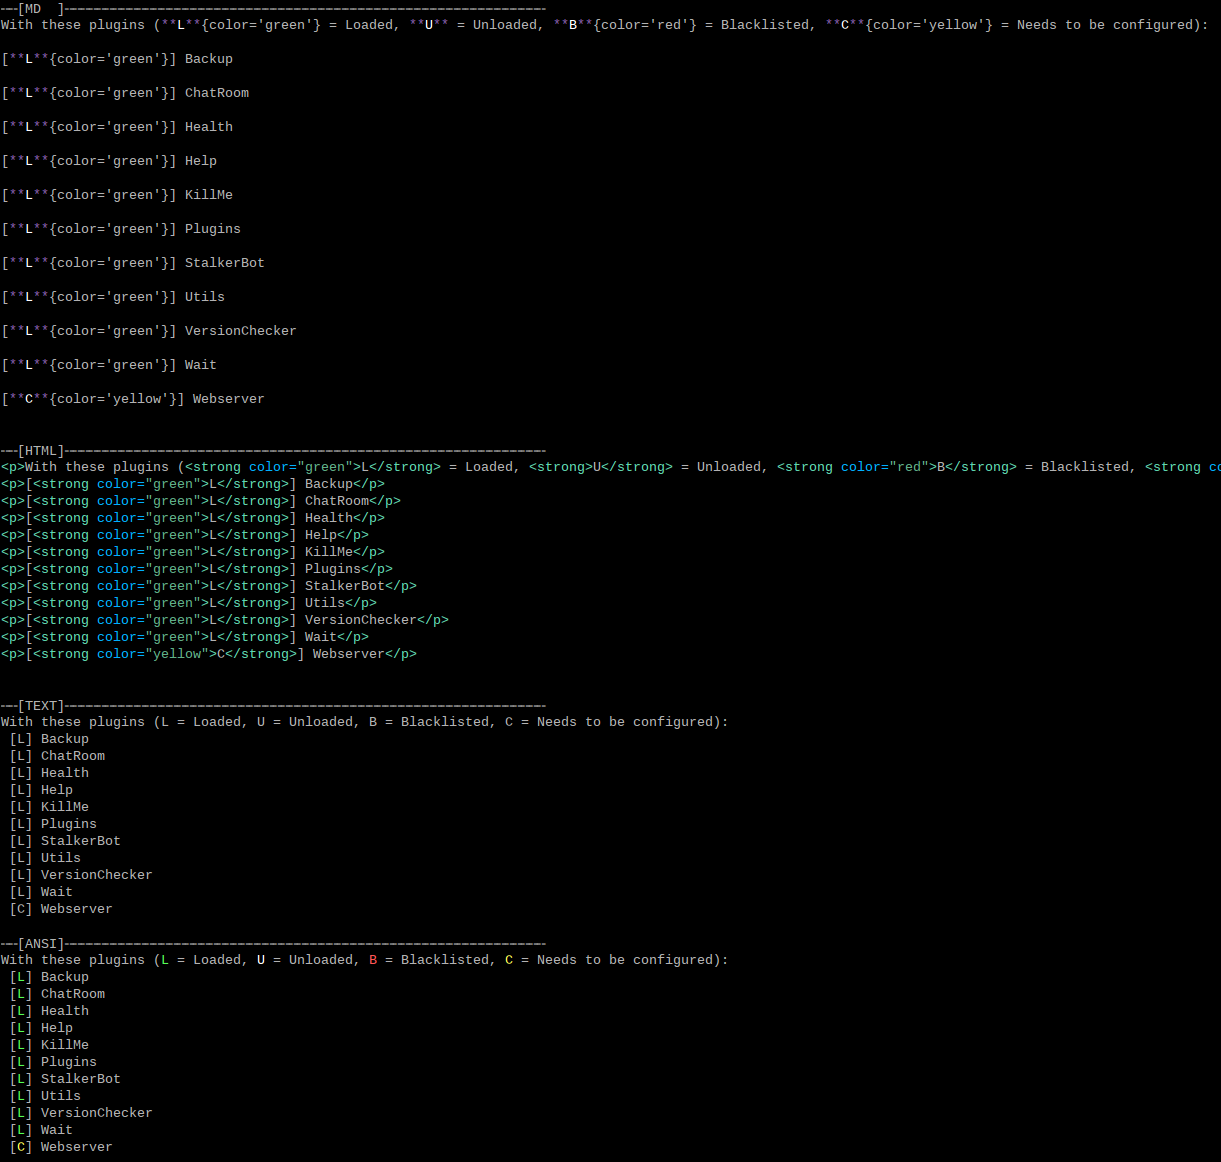 ---[MD  ]------------------------------------------------------------
With these plugins (**L**{color='green'} = Loaded, **U** = Unloaded, **B**{color='red'} = Blacklisted, **C**{color='yellow'} = Needs to be configured):
[**L**{color='green'}] Backup
[**L**{color='green'}] ChatRoom
[**L**{color='green'}] Health
[**L**{color='green'}] Help
[**L**{color='green'}] KillMe
[**L**{color='green'}] Plugins
[**L**{color='green'}] StalkerBot
[**L**{color='green'}] Utils
[**L**{color='green'}] VersionChecker
[**L**{color='green'}] Wait
[**C**{color='yellow'}] Webserver
---[HTML]------------------------------------------------------------
<p>With these plugins (<strong color="green">L</strong> = Loaded, <strong>U</strong> = Unloaded, <strong color="red">B</strong> = Blacklisted, <strong co
<p>[<strong color="green">L</strong>] Backup</p>
<p>[<strong color="green">L</strong>] ChatRoom</p>
<p>[<strong color="green">L</strong>] Health</p>
<p>[<strong color="green">L</strong>] Help</p>
<p>[<strong color="green">L</strong>] KillMe</p>
<p>[<strong color="green">L</strong>] Plugins</p>
<p>[<strong color="green">L</strong>] StalkerBot</p>
<p>[<strong color="green">L</strong>] Utils</p>
<p>[<strong color="green">L</strong>] VersionChecker</p>
<p>[<strong color="green">L</strong>] Wait</p>
<p>[<strong color="yellow">C</strong>] Webserver</p>
---[TEXT]------------------------------------------------------------
With these plugins (L = Loaded, U = Unloaded, B = Blacklisted, C = Needs to be configured):
[L] Backup
[L] ChatRoom
[L] Health
[L] Help
[L] KillMe
[L] Plugins
[L] StalkerBot
[L] Utils
[L] VersionChecker
[L] Wait
[C] Webserver
---[ANSI]------------------------------------------------------------
With these plugins (L = Loaded, U = Unloaded, B = Blacklisted, C = Needs to be configured):
[L] Backup
[L] ChatRoom
[L] Health
[L] Help
[L] KillMe
[L] Plugins
[L] StalkerBot
[L] Utils
[L] VersionChecker
[L] Wait
[C] Webserver